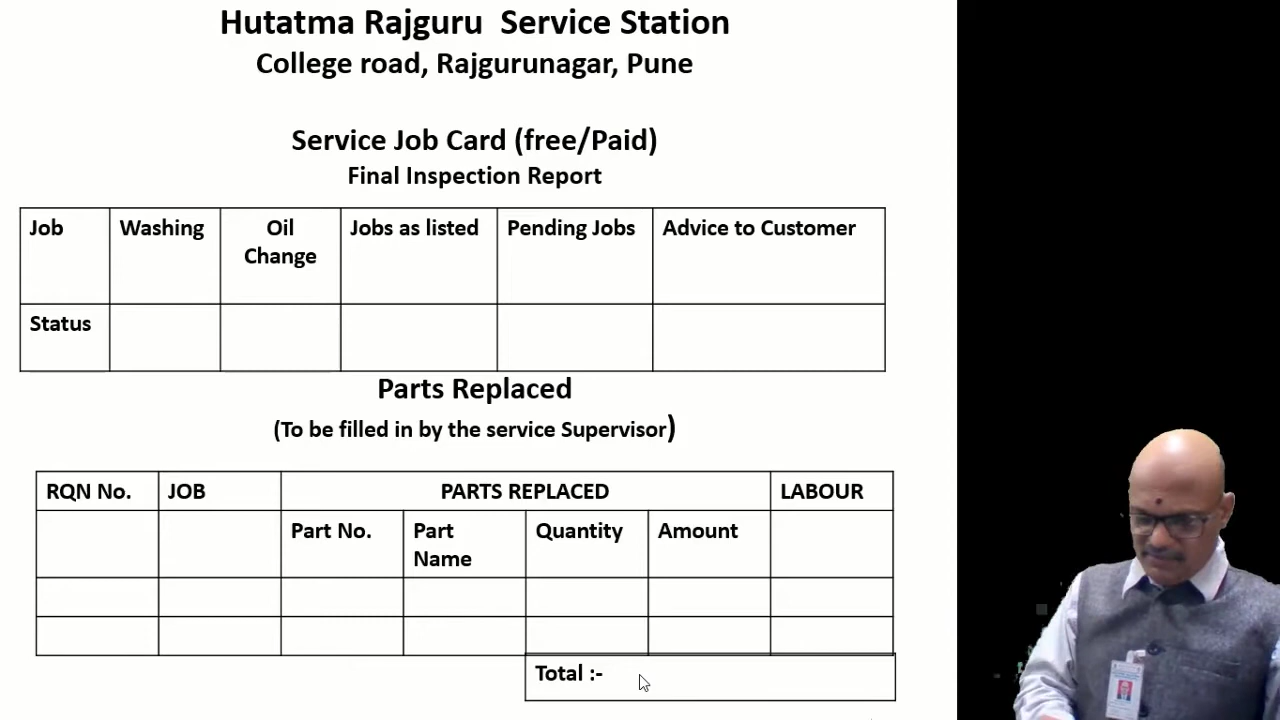 Hutatma Rajguru  Service Station
College road, Rajgurunagar, Pune
Service Job Card (free/Paid)
Final Inspection Report
Job Washing Oil Change Jobs as listed Pending Jobs Advice to Customer
Status
Parts Replaced
(To be filled in by the service Supervisor)
RQN No. JOB PARTS REPLACED LABOUR
Part No. Part Name Quantity Amount
Total :-